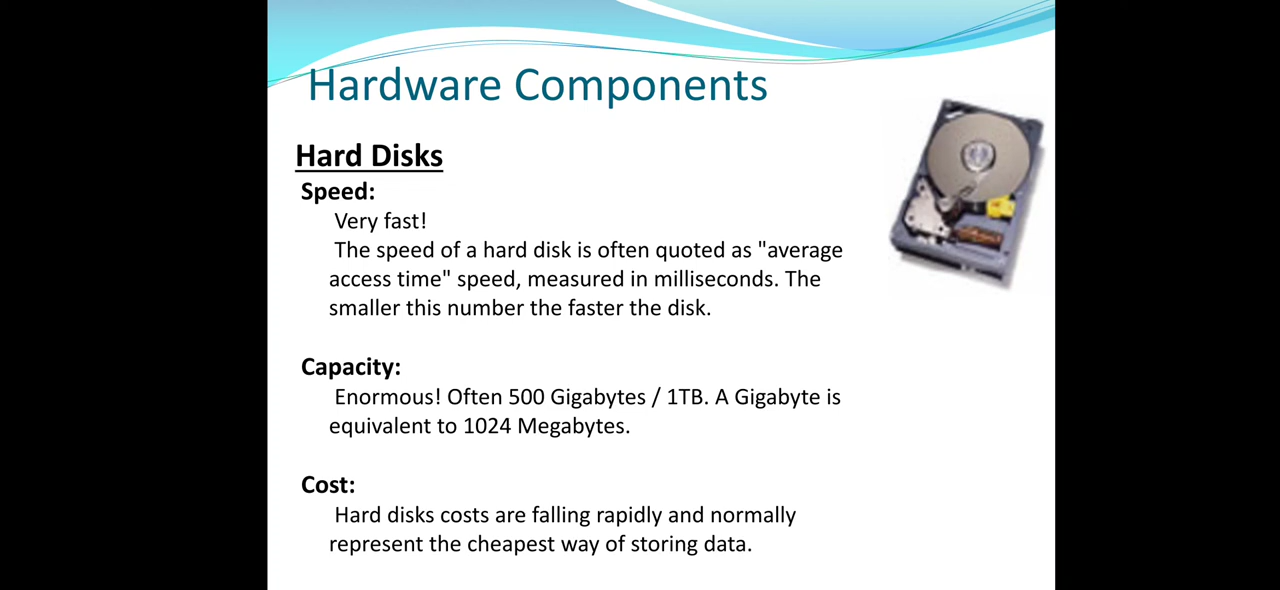 Hardware Components
Hard Disks
Speed:
Very fast!
The speed of a hard disk is often quoted as "average
access time" speed, measured in milliseconds. The
smaller this number the faster the disk.
Capacity:
Enormous! Often 500 Gigabytes / 1TB. A Gigabyte is
equivalent to 1024 Megabytes.
Cost:
Hard disks costs are falling rapidly and normally
represent the cheapest way of storing data.